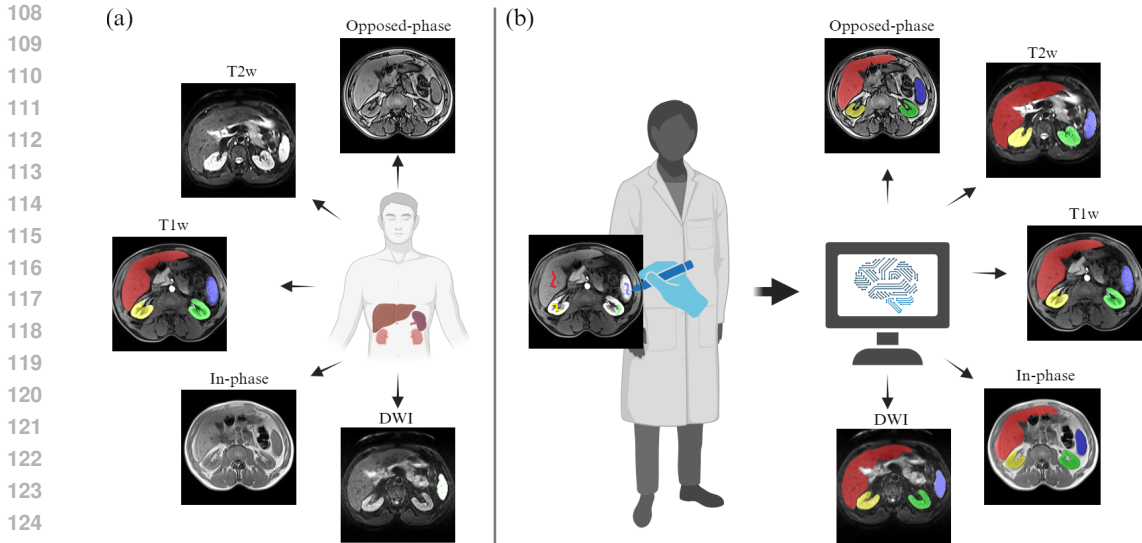 108
109
110
111
112
113
114
115
116
117
118
119
120
121
122
123
124
(a)
Opposed-phase
T2w
T1w
In-phase
DWI
(b)
Opposed-phase
T2w
T1w
In-phase
DWI